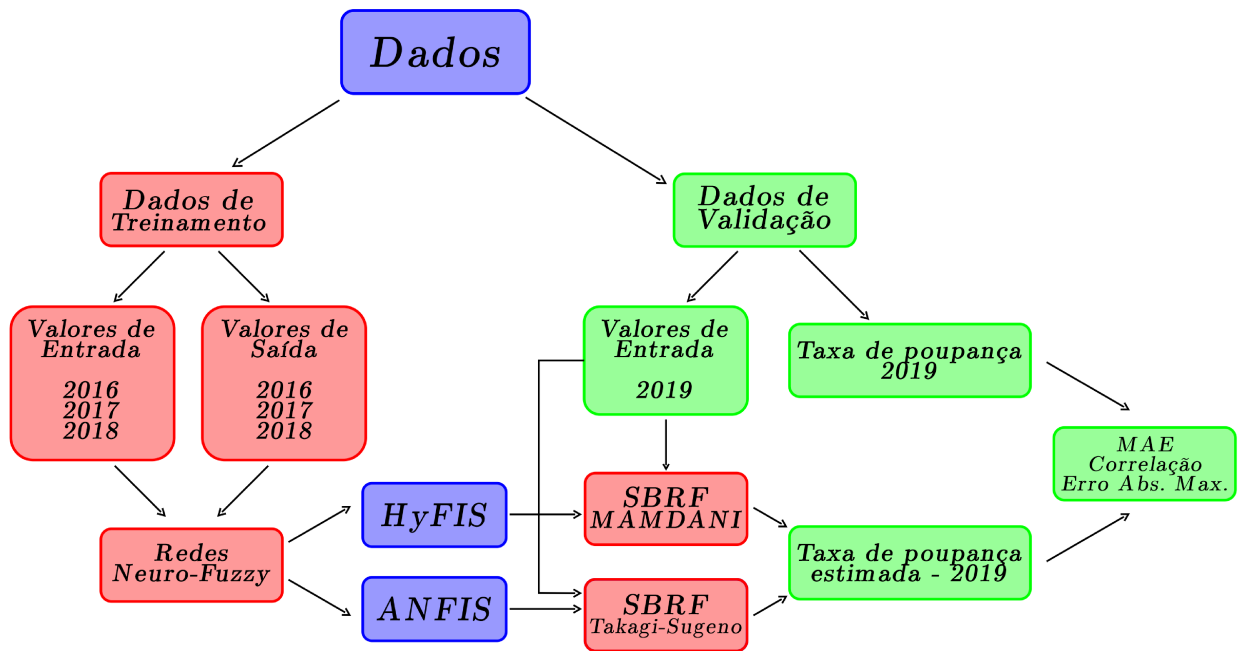 Dados
Dados de
Treinamento
Dados de
Validação
Valores de
Entrada
2016
2017
2018
Valores de
Saída
2016
2017
2018
Valores de
Entrada
2019
Taxa de poupança
2019
MAE
Correlação
Erro Abs. Max.
Redes
Neuro-Fuzzy
HyFIS
ANFIS
SBRF
MAMDANI
SBRF
Takagi-Sugeno
Taxa de poupança
estimada - 2019